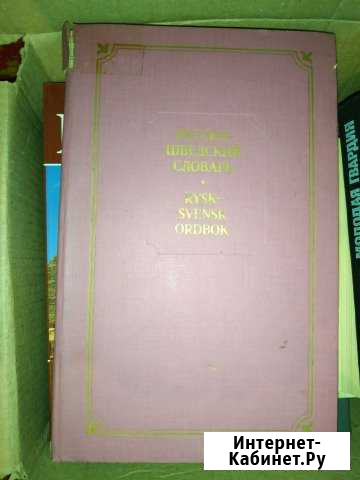 РУССКО-
ШВЕДСКИЙ
СЛОВАРЬ
RYSK-
SVENSK
ORDBOK
МОЛОДАЯ ГВАРДИЯ
Интернет-
Кабинет.Ру